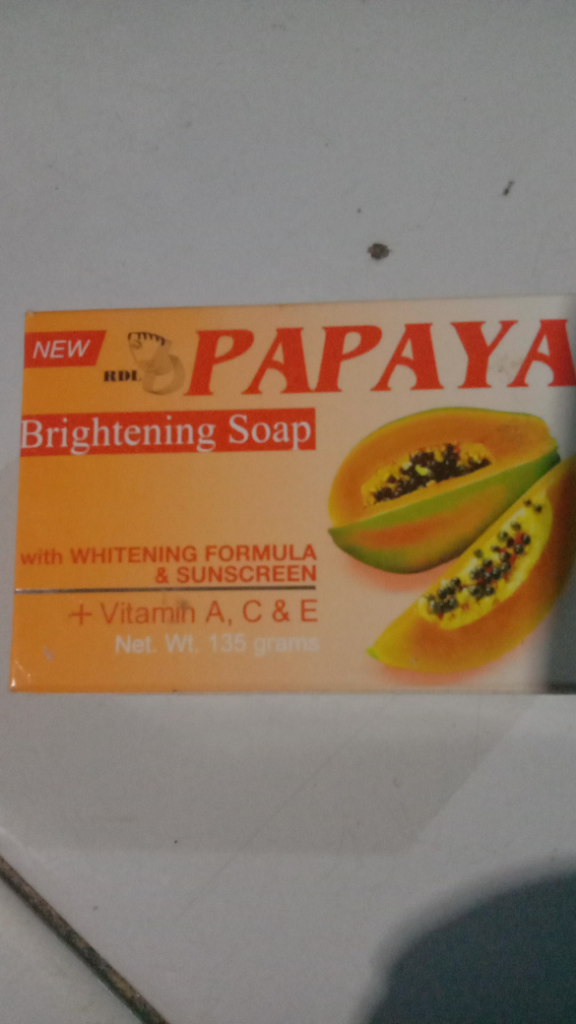 NEW
RDL
PAPAYA
Brightening Soap
with WHITENING FORMULA
& SUNSCREEN
+ Vitamin A, C & E
Net. Wt. 135 grams